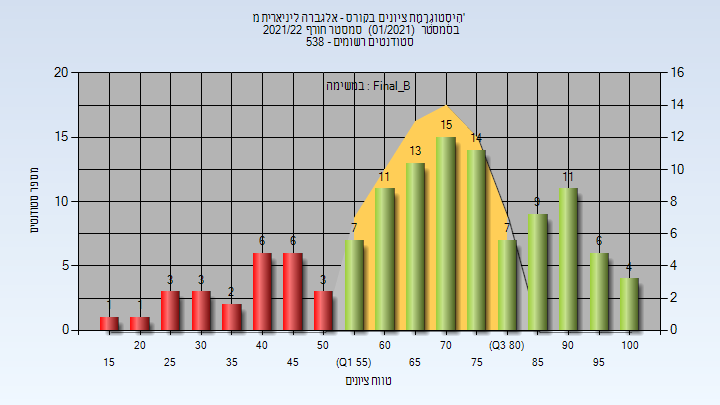 היסטוגרמת ציונים בקורס - אלגברה ליניארית מ'
בסמסטר (01/2021) סמסטר חורף 2021/22
סטודנטים רשומים - 538
במשימה : Final_B
20 15 10 5 0
מספר סטודנטים
16 14 12 10 8 6 4 2 0
1 1 3 3 2 6 6 3 7 11 13 15 14 7 9 11 6 4
20 30 40 50 60 70 (Q3 80) 90 100
15 25 35 45 (Q1 55) 65 75 85 95
טווח ציונים